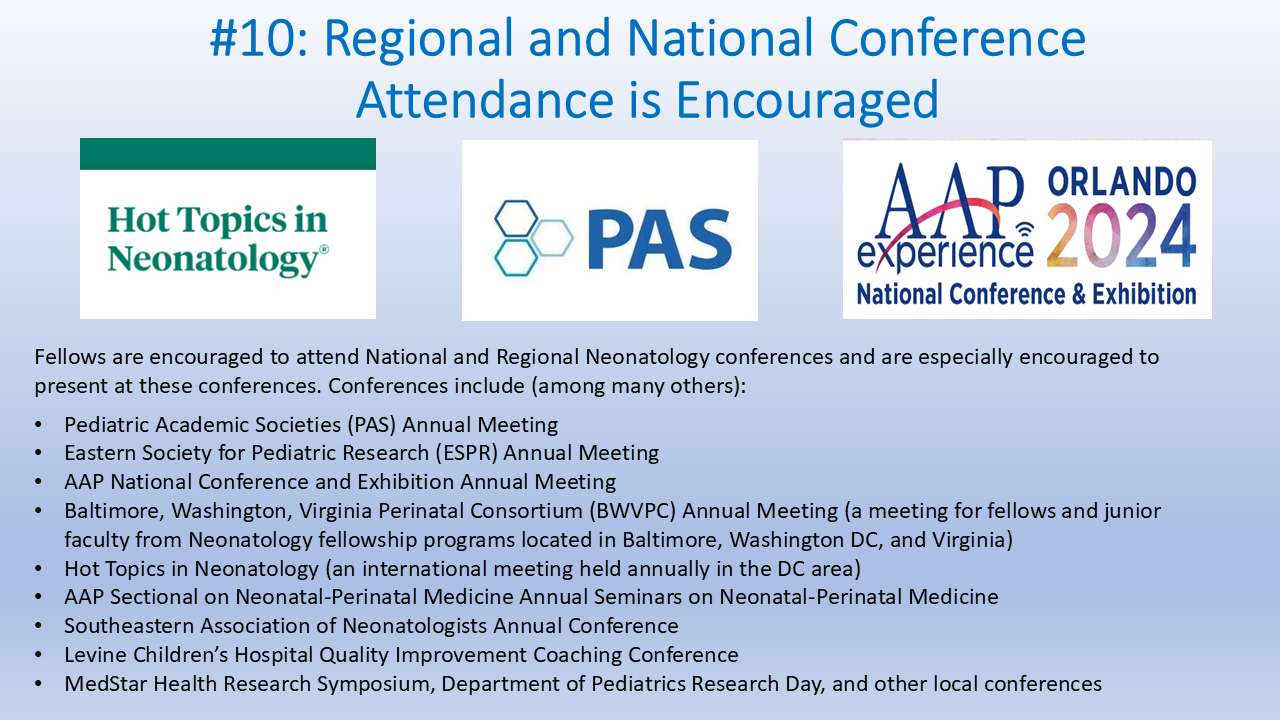 #10: Regional and National Conference
Attendance is Encouraged
Hot Topics in
Neonatology®
PAS
AAP
experience
ORLANDO
2024
National Conference & Exhibition
Fellows are encouraged to attend National and Regional Neonatology conferences and are especially encouraged to
present at these conferences. Conferences include (among many others):
• Pediatric Academic Societies (PAS) Annual Meeting
• Eastern Society for Pediatric Research (ESPR) Annual Meeting
• AAP National Conference and Exhibition Annual Meeting
• Baltimore, Washington, Virginia Perinatal Consortium (BWVPC) Annual Meeting (a meeting for fellows and junior
faculty from Neonatology fellowship programs located in Baltimore, Washington DC, and Virginia)
• Hot Topics in Neonatology (an international meeting held annually in the DC area)
• AAP Sectional on Neonatal-Perinatal Medicine Annual Seminars on Neonatal-Perinatal Medicine
• Southeastern Association of Neonatologists Annual Conference
• Levine Children’s Hospital Quality Improvement Coaching Conference
• MedStar Health Research Symposium, Department of Pediatrics Research Day, and other local conferences